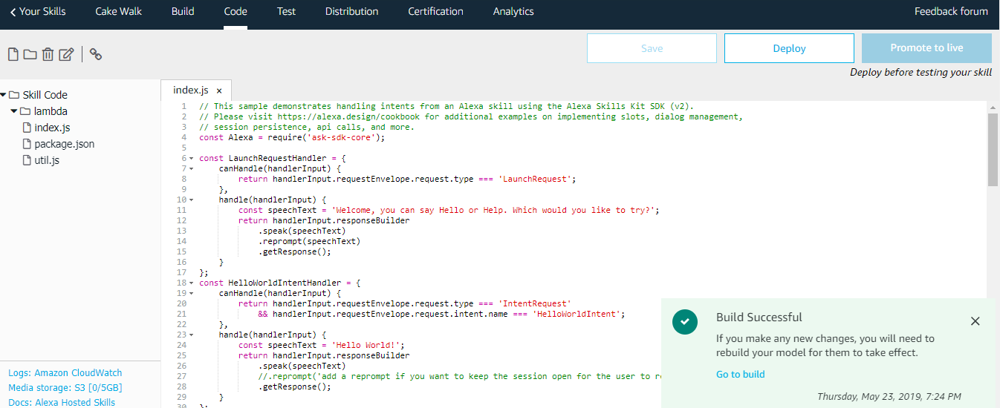 Your Skills Cake Walk Build Code Test Distribution Certification Analytics Feedback forum
Save Deploy Promote to live
Deploy before testing your skill
Skill Code
lambda
index.js
package.json
util.js
Logs: Amazon CloudWatch
Media storage: S3 [0/5GB]
Docs: Alexa Hosted Skills
index.js ×
1 // This sample demonstrates handling intents from an Alexa skill using the Alexa Skills Kit SDK (v2).
2 // Please visit https://alexa.design/cookbook for additional examples on implementing slots, dialog management,
3 // session persistence, api calls, and more.
4 const Alexa = require('ask-sdk-core');
5
6 const LaunchRequestHandler = {
7     canHandle(handlerInput) {
8         return handlerInput.requestEnvelope.request.type === 'LaunchRequest';
9     },
10     handle(handlerInput) {
11         const speechText = 'Welcome, you can say Hello or Help. Which would you like to try?';
12         return handlerInput.responseBuilder
13             .speak(speechText)
14             .reprompt(speechText)
15             .getResponse();
16     }
17 };
18 const HelloWorldIntentHandler = {
19     canHandle(handlerInput) {
20         return handlerInput.requestEnvelope.request.type === 'IntentRequest'
21             && handlerInput.requestEnvelope.request.intent.name === 'HelloWorldIntent';
22     },
23     handle(handlerInput) {
24         const speechText = 'Hello World!';
25         return handlerInput.responseBuilder
26             .speak(speechText)
27             //.reprompt('add a reprompt if you want to keep the session open for the user to
28             .getResponse();
29     }
30 };
Build Successful
If you make any new changes, you will need to
rebuild your model for them to take effect.
Go to build
Thursday, May 23, 2019, 7:24 PM